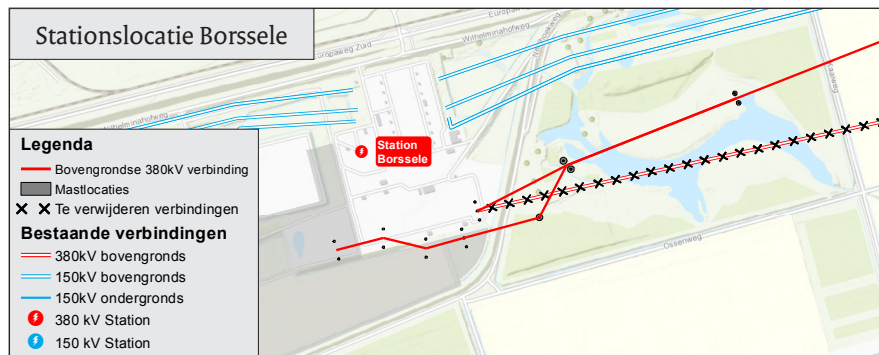 Stationslocatie Borssele
Europaweg Zuid
Wilhelminahofweg
Wilhelminahofweg
Station
Borssele
Ossenweg
Legenda
Bovengrondse 380kV verbinding
Mastlocaties
Te verwijderen verbindingen
Bestaande verbindingen
380kV bovengronds
150kV bovengronds
150kV ondergronds
380 kV Station
150 kV Station